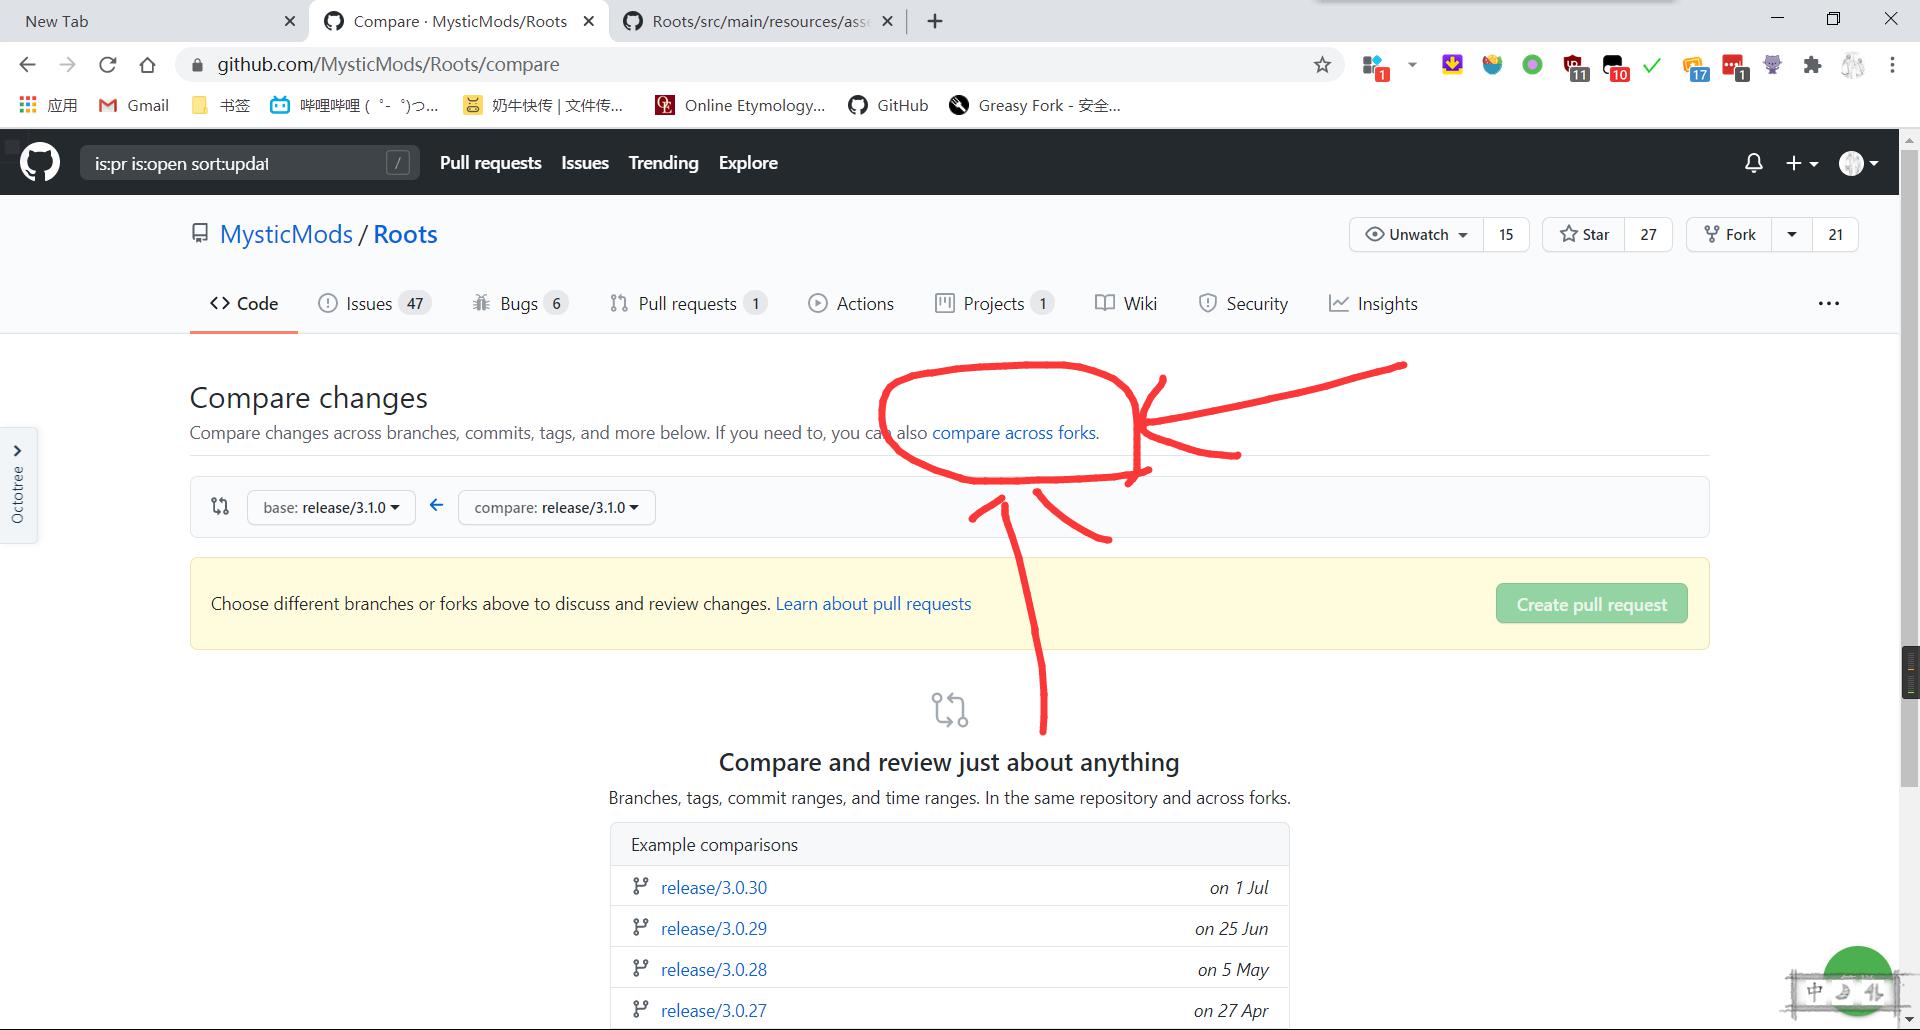 New Tab
Compare · MysticMods/Roots
Roots/src/main/resources/asse
github.com/MysticMods/Roots/compare
1
11
10
17
1
应用
Gmail
书签
哔哩哔哩 (゜-゜)つ...
奶牛快传 | 文件传...
Online Etymology...
GitHub
Greasy Fork - 安全...
is:pr is:open sort:updat
/
Pull requests
Issues
Trending
Explore
MysticMods / Roots
Unwatch 15
Star 27
Fork 21
Code
Issues 47
Bugs 6
Pull requests 1
Actions
Projects 1
Wiki
Security
Insights
Octotree
Compare changes
Compare changes across branches, commits, tags, and more below. If you need to, you can also compare across forks.
base: release/3.1.0
compare: release/3.1.0
Choose different branches or forks above to discuss and review changes. Learn about pull requests
Create pull request
Compare and review just about anything
Branches, tags, commit ranges, and time ranges. In the same repository and across forks.
Example comparisons
release/3.0.30 on 1 Jul
release/3.0.29 on 25 Jun
release/3.0.28 on 5 May
release/3.0.27 on 27 Apr
中